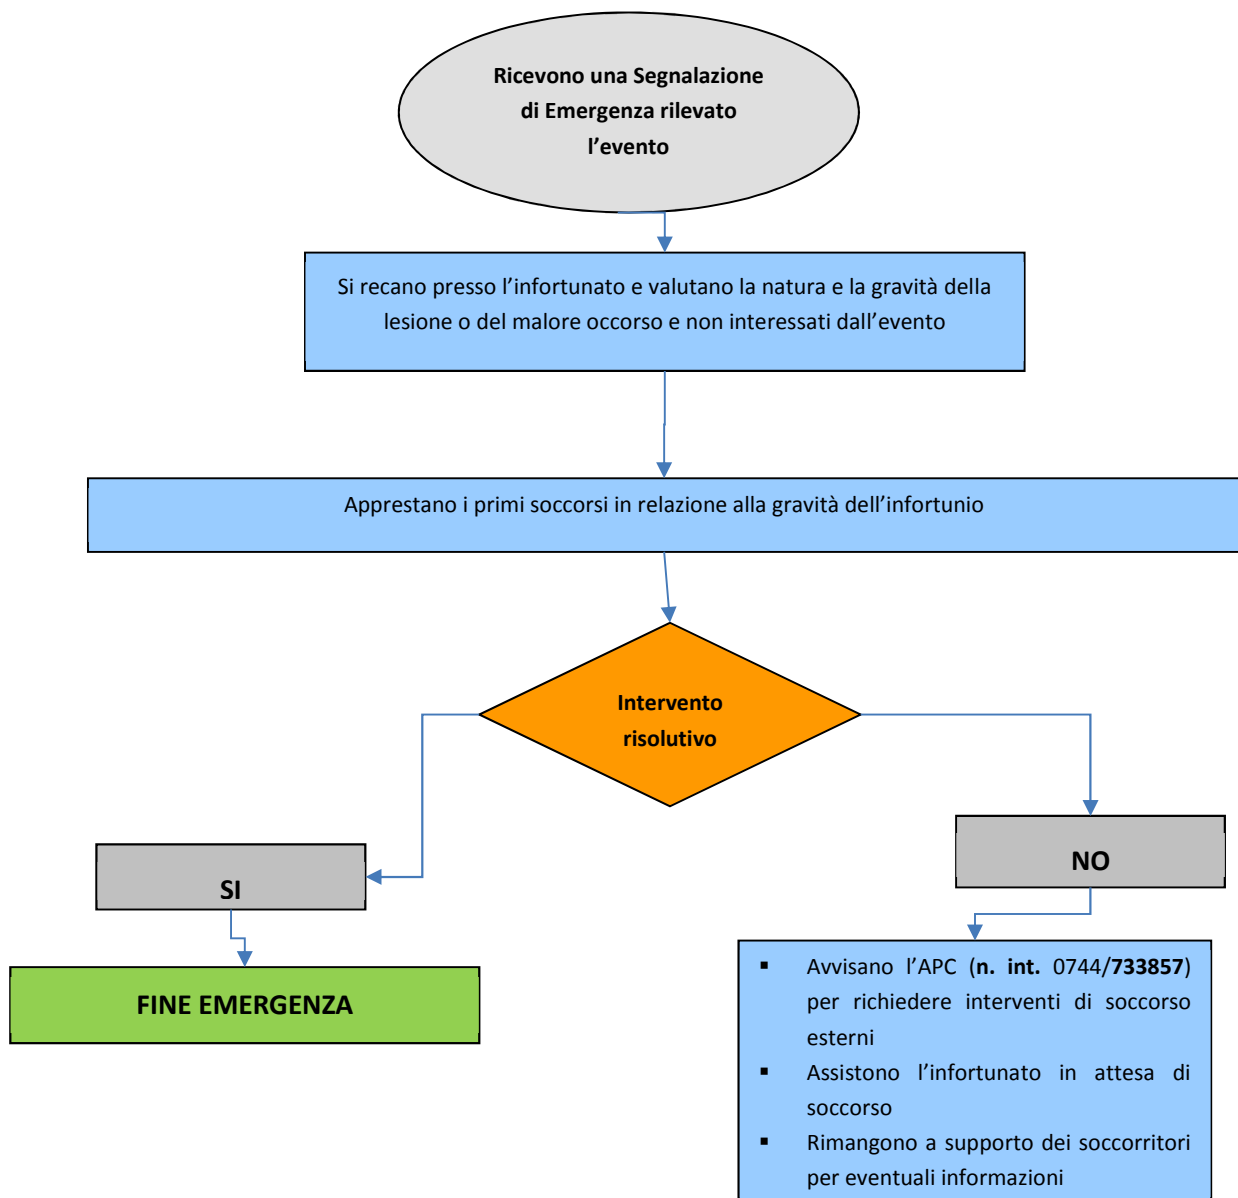 Ricevono una Segnalazione
di Emergenza rilevato
l’evento
Si recano presso l’infortunato e valutano la natura e la gravità della
lesione o del malore occorso e non interessati dall’evento
Apprestano i primi soccorsi in relazione alla gravità dell’infortunio
Intervento
risolutivo
SI
NO
FINE EMERGENZA
▪ Avvisano l’APC (n. int. 0744/733857)
per richiedere interventi di soccorso
esterni
▪ Assistono l’infortunato in attesa di
soccorso
▪ Rimangono a supporto dei soccorritori
per eventuali informazioni